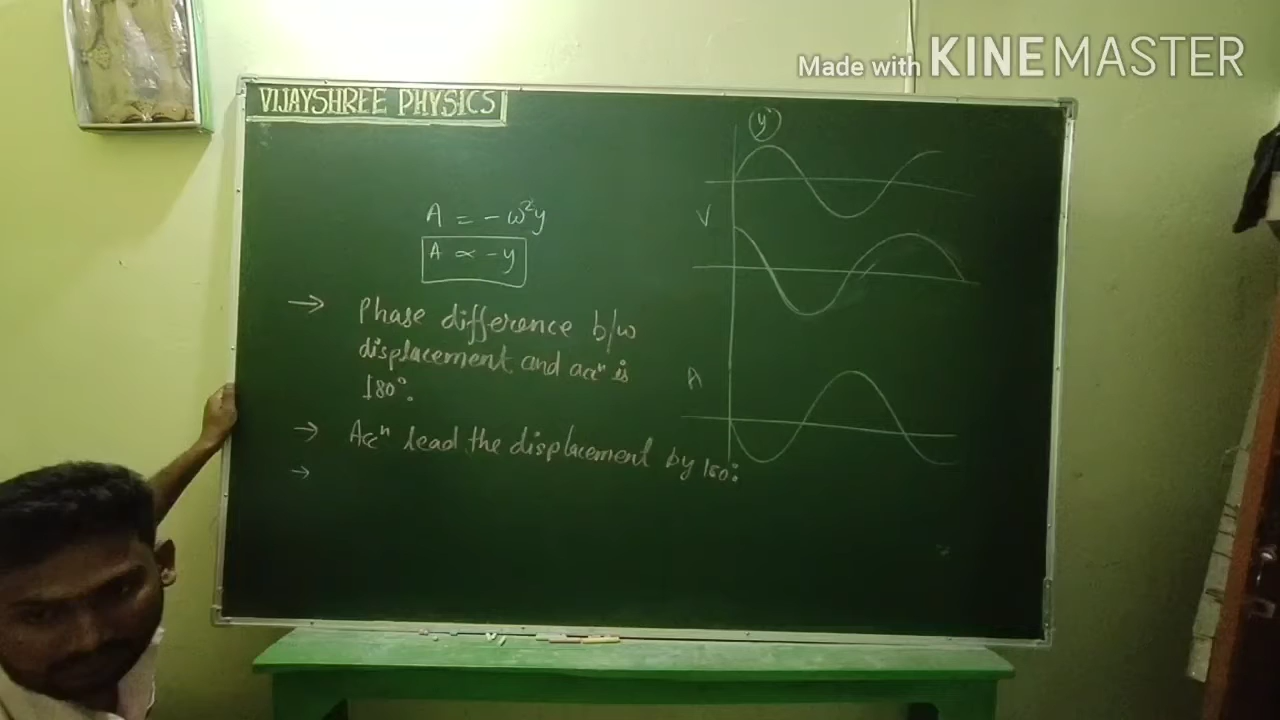 Made with KINEMASTER
VIJAYSHREE PHYSICS
A = - ω²y
A ∝ - y
→ Phase difference b/w
displacement and accⁿ is
180°.
→ Accⁿ lead the displacement by 180°.
→
y
V
A